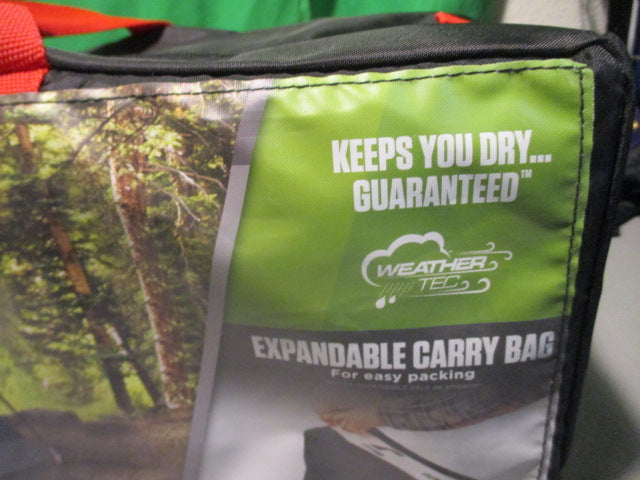 KEEPS YOU DRY...
GUARANTEED™
WEATHER
TEC
EXPANDABLE CARRY BAG
For easy packing